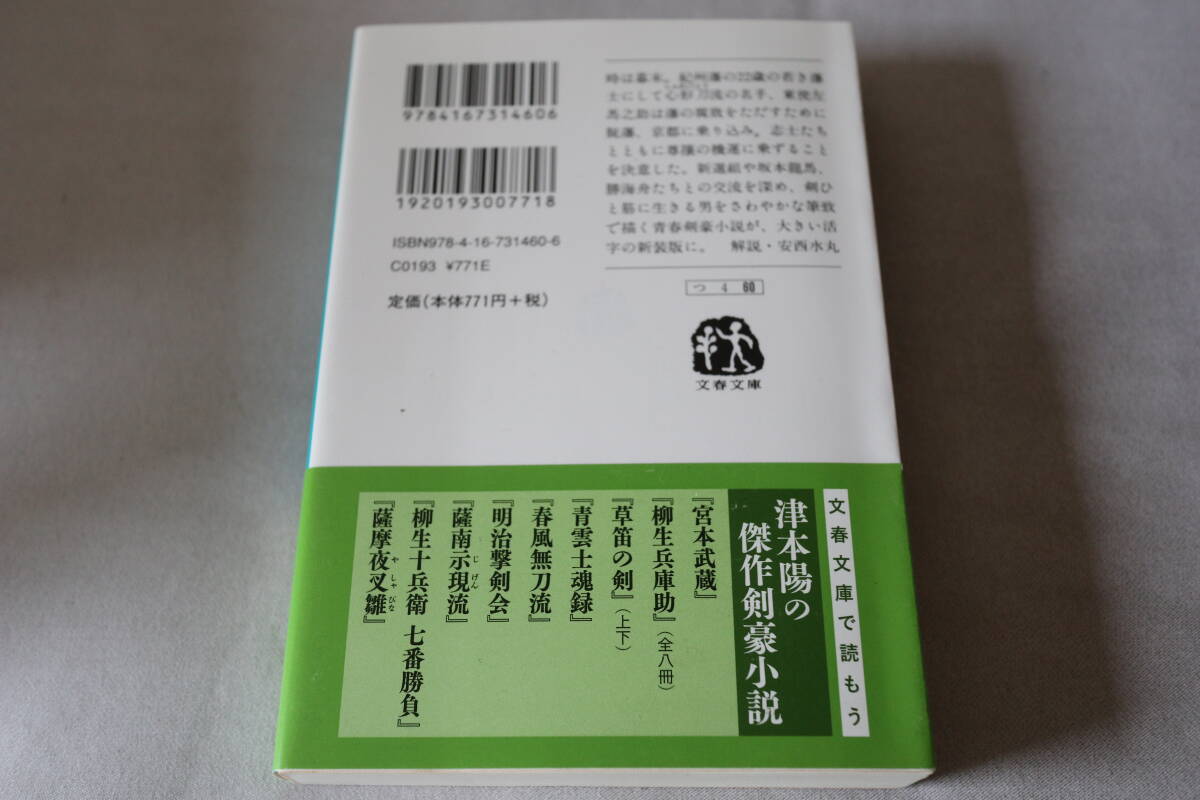 9784167314606
1920193007718
ISBN978-4-16-731460-6
C0193 ¥771E
定価(本体771円+税)
時は幕末。紀州藩の22歳の若き藩
士にして心形刀流の名手、東使左
馬之助は藩の腐敗をただすために
脱藩、京都に乗り込み。志士たち
とともに尊攘の機運に乗ずること
を決意した。新選組や坂本龍馬、
勝海舟たちとの交流を深め、剣ひ
と筋に生きる男をさわやかな筆致
で描く青春剣豪小説が、大きい活
字の新装版に。 解説・安西水丸
つ 4 60
文春文庫
文春文庫で読もう
津本陽の
傑作剣豪小説
『宮本武蔵』
『柳生兵庫助』(全八冊)
『草笛の剣』(上下)
『青雲士魂録』
『春風無刀流』
『明治撃剣会』
『薩南示現流』
『柳生十兵衛 七番勝負』
『薩摩夜叉雛』